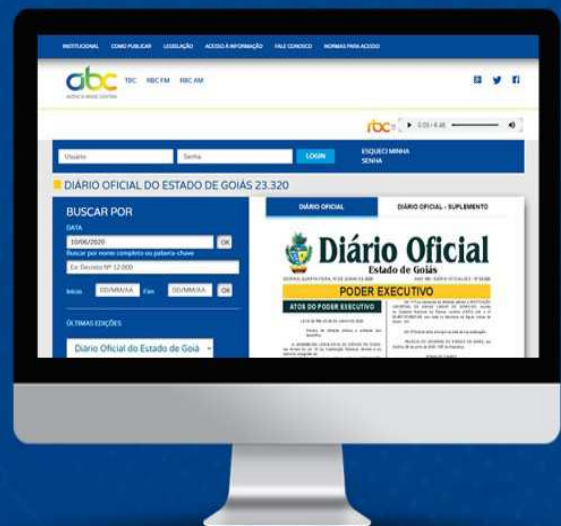 INSTITUCIONAL COMO PUBLICAR LEGISLAÇÃO ACESSO À INFORMAÇÃO FALE CONOSCO NORMAS PARA ACESSO
abc TBC RBC FM RBC AM
rbc 0:03 / 6:46
Usuário Senha LOGIN ESQUECI MINHA SENHA
DIÁRIO OFICIAL DO ESTADO DE GOIÁS 23.320
BUSCAR POR
DATA
10/06/2020 OK
Buscar por nome completo ou palavra-chave
Ex: Decreto Nº 12.000
Início DD/MM/AA Fim DD/MM/AA OK
ÚLTIMAS EDIÇÕES
Diário Oficial do Estado de Goiá
DIÁRIO OFICIAL DIÁRIO OFICIAL - SUPLEMENTO
Diário Oficial
Estado de Goiás
PODER EXECUTIVO
ATOS DO PODER EXECUTIVO